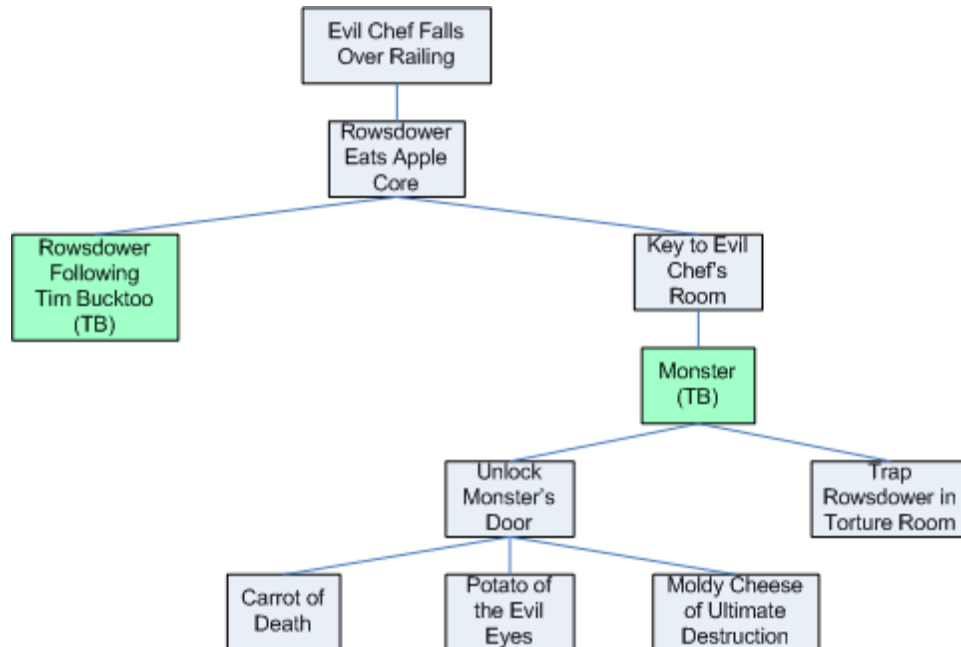 Evil Chef Falls
Over Railing
Rowsdower
Eats Apple
Core
Rowsdower
Following
Tim Bucktoo
(TB)
Key to Evil
Chef's
Room
Monster
(TB)
Unlock
Monster's
Door
Trap
Rowsdower in
Torture Room
Carrot of
Death
Potato of
the Evil
Eyes
Moldy Cheese
of Ultimate
Destruction